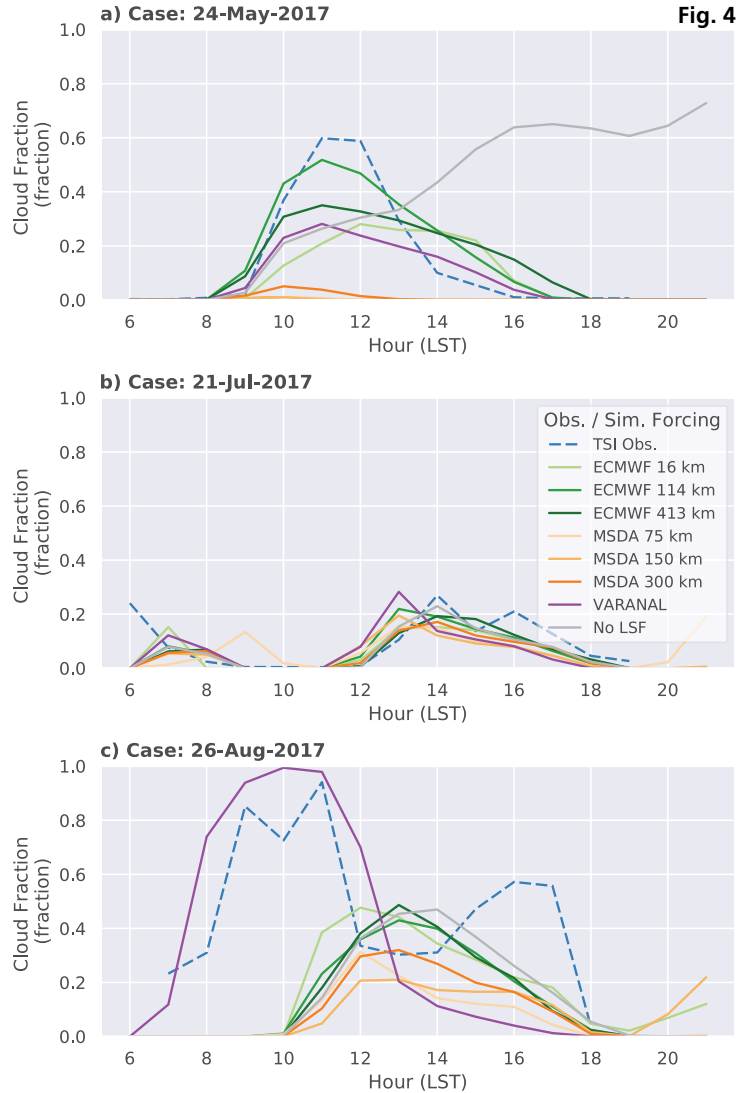 a) Case: 24-May-2017
Fig. 4
1.0
0.8
0.6
0.4
0.2
0.0
Cloud Fraction
(fraction)
6 8 10 12 14 16 18 20
Hour (LST)
b) Case: 21-Jul-2017
1.0
0.8
0.6
0.4
0.2
0.0
Cloud Fraction
(fraction)
Obs. / Sim. Forcing
TSI Obs.
ECMWF 16 km
ECMWF 114 km
ECMWF 413 km
MSDA 75 km
MSDA 150 km
MSDA 300 km
VARANAL
No LSF
6 8 10 12 14 16 18 20
Hour (LST)
c) Case: 26-Aug-2017
1.0
0.8
0.6
0.4
0.2
0.0
Cloud Fraction
(fraction)
6 8 10 12 14 16 18 20
Hour (LST)